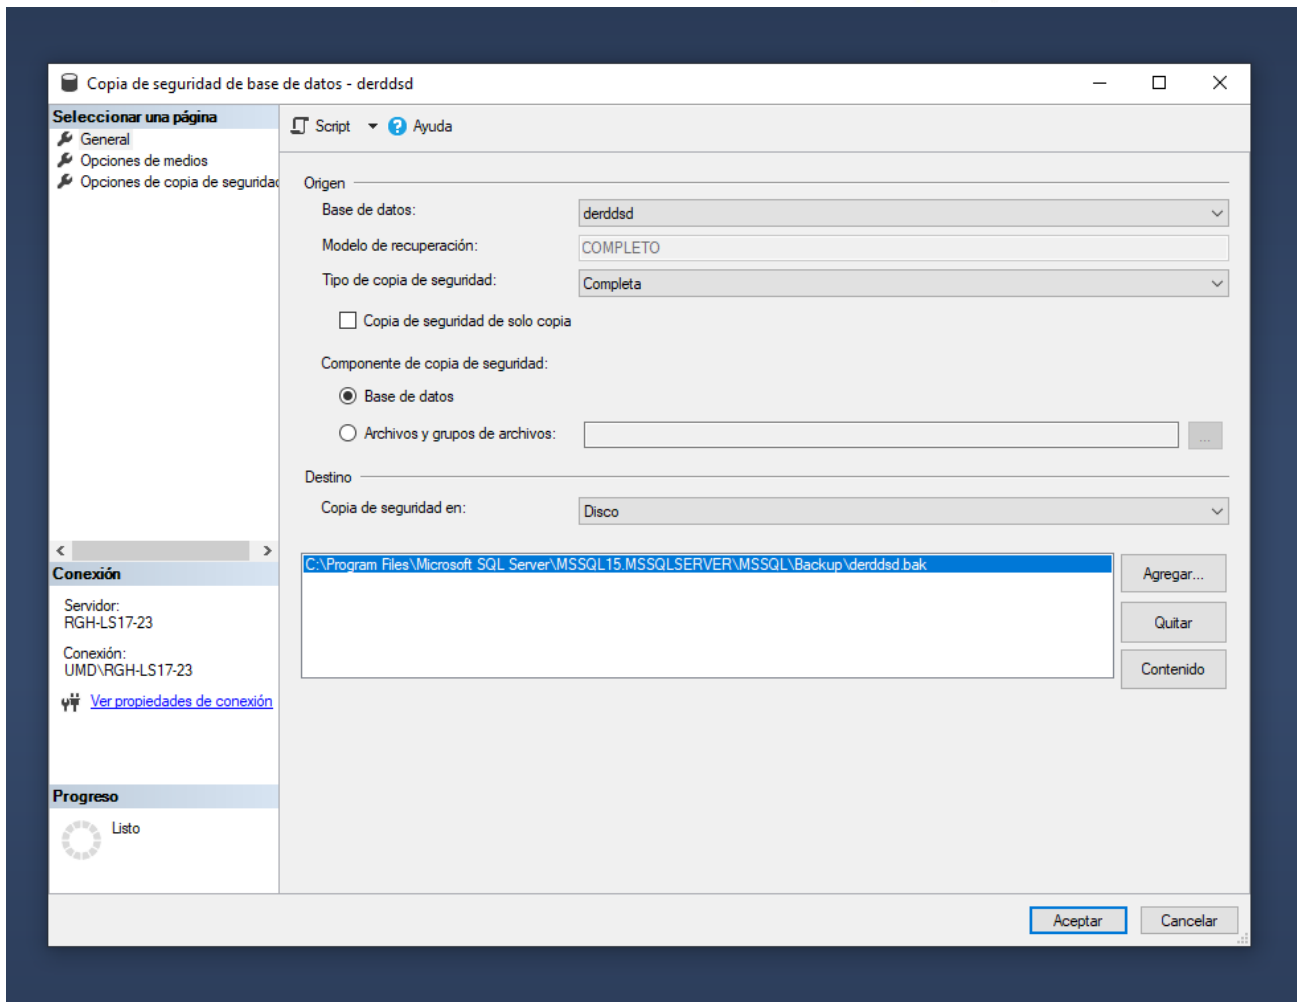 Copia de seguridad de base de datos - derddsd
Seleccionar una página
General
Opciones de medios
Opciones de copia de seguridad
Script
Ayuda
Origen
Base de datos:
derddsd
Modelo de recuperación:
COMPLETO
Tipo de copia de seguridad:
Completa
Copia de seguridad de solo copia
Componente de copia de seguridad:
Base de datos
Archivos y grupos de archivos:
...
Destino
Copia de seguridad en:
Disco
C:\Program Files\Microsoft SQL Server\MSSQL15.MSSQLSERVER\MSSQL\Backup\derddsd.bak
Agregar...
Quitar
Contenido
Conexión
Servidor:
RGH-LS17-23
Conexión:
UMD\RGH-LS17-23
Ver propiedades de conexión
Progreso
Listo
Aceptar
Cancelar